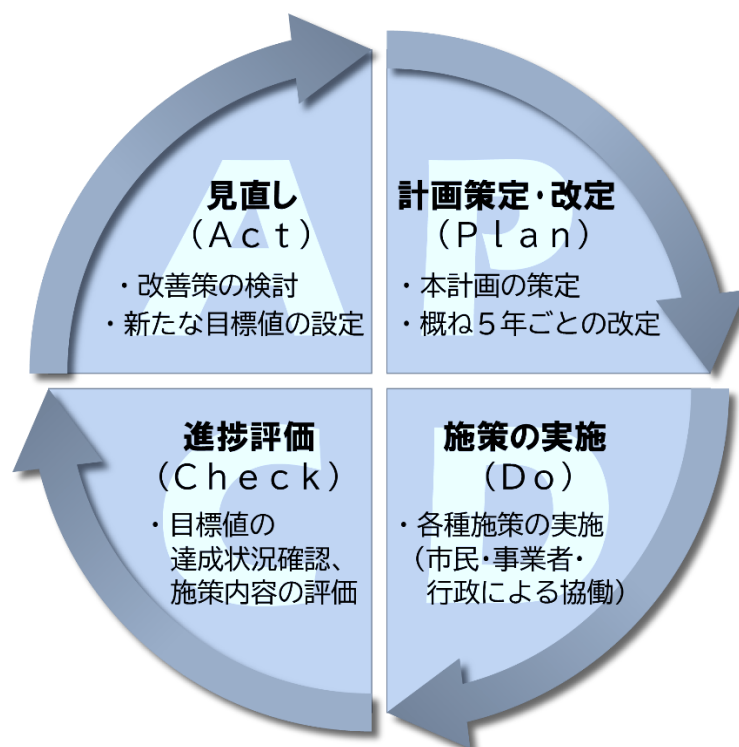 A
見直し
（Ａｃｔ）
・改善策の検討
・新たな目標値の設定
P
計画策定・改定
（Ｐｌａｎ）
・本計画の策定
・概ね５年ごとの改定
C
進捗評価
（Ｃｈｅｃｋ）
・目標値の
達成状況確認、
施策内容の評価
D
施策の実施
（Ｄｏ）
・各種施策の実施
（市民・事業者・
行政による協働）